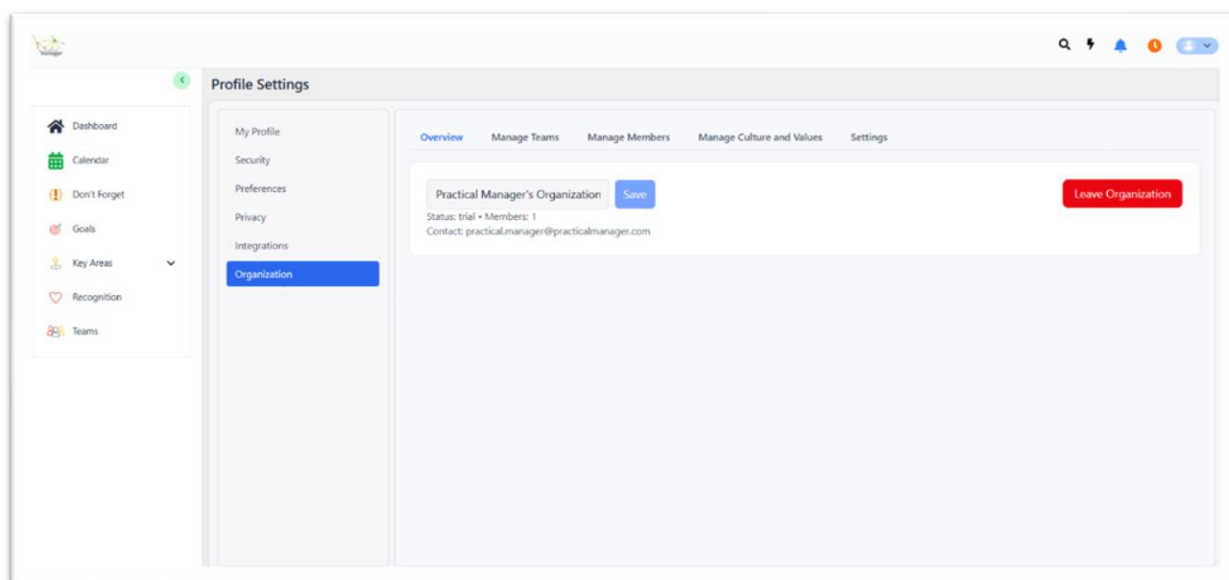 Manager
Profile Settings
Dashboard
Calendar
Don't Forget
Goals
Key Areas
Recognition
Teams
My Profile
Security
Preferences
Privacy
Integrations
Organization
Overview Manage Teams Manage Members Manage Culture and Values Settings
Practical Manager's Organization Save Leave Organization
Status: trial • Members: 1
Contact: practical.manager@practicalmanager.com